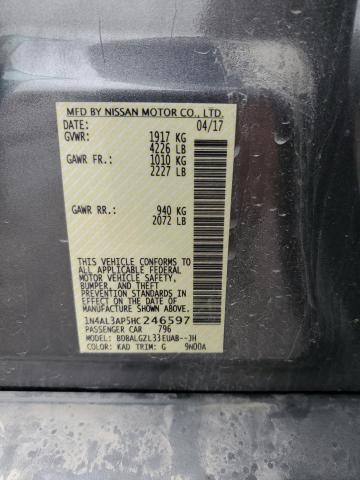 MFD BY NISSAN MOTOR CO., LTD.
DATE: 04/17
GVWR: 1917 KG
4226 LB
GAWR FR.: 1010 KG
2227 LB
GAWR RR.: 940 KG
2072 LB
THIS VEHICLE CONFORMS TO
ALL APPLICABLE FEDERAL
MOTOR VEHICLE SAFETY,
BUMPER, AND THEFT
PREVENTION STANDARDS
IN EFFECT ON THE DATE OF
MANUFACTURE SHOWN ABOVE.
1N4AL3AP5HC246597
PASSENGER CAR 796
MODEL: BDBALGZL33EUAB--JH
COLOR: KAD TRIM: G 9N00A